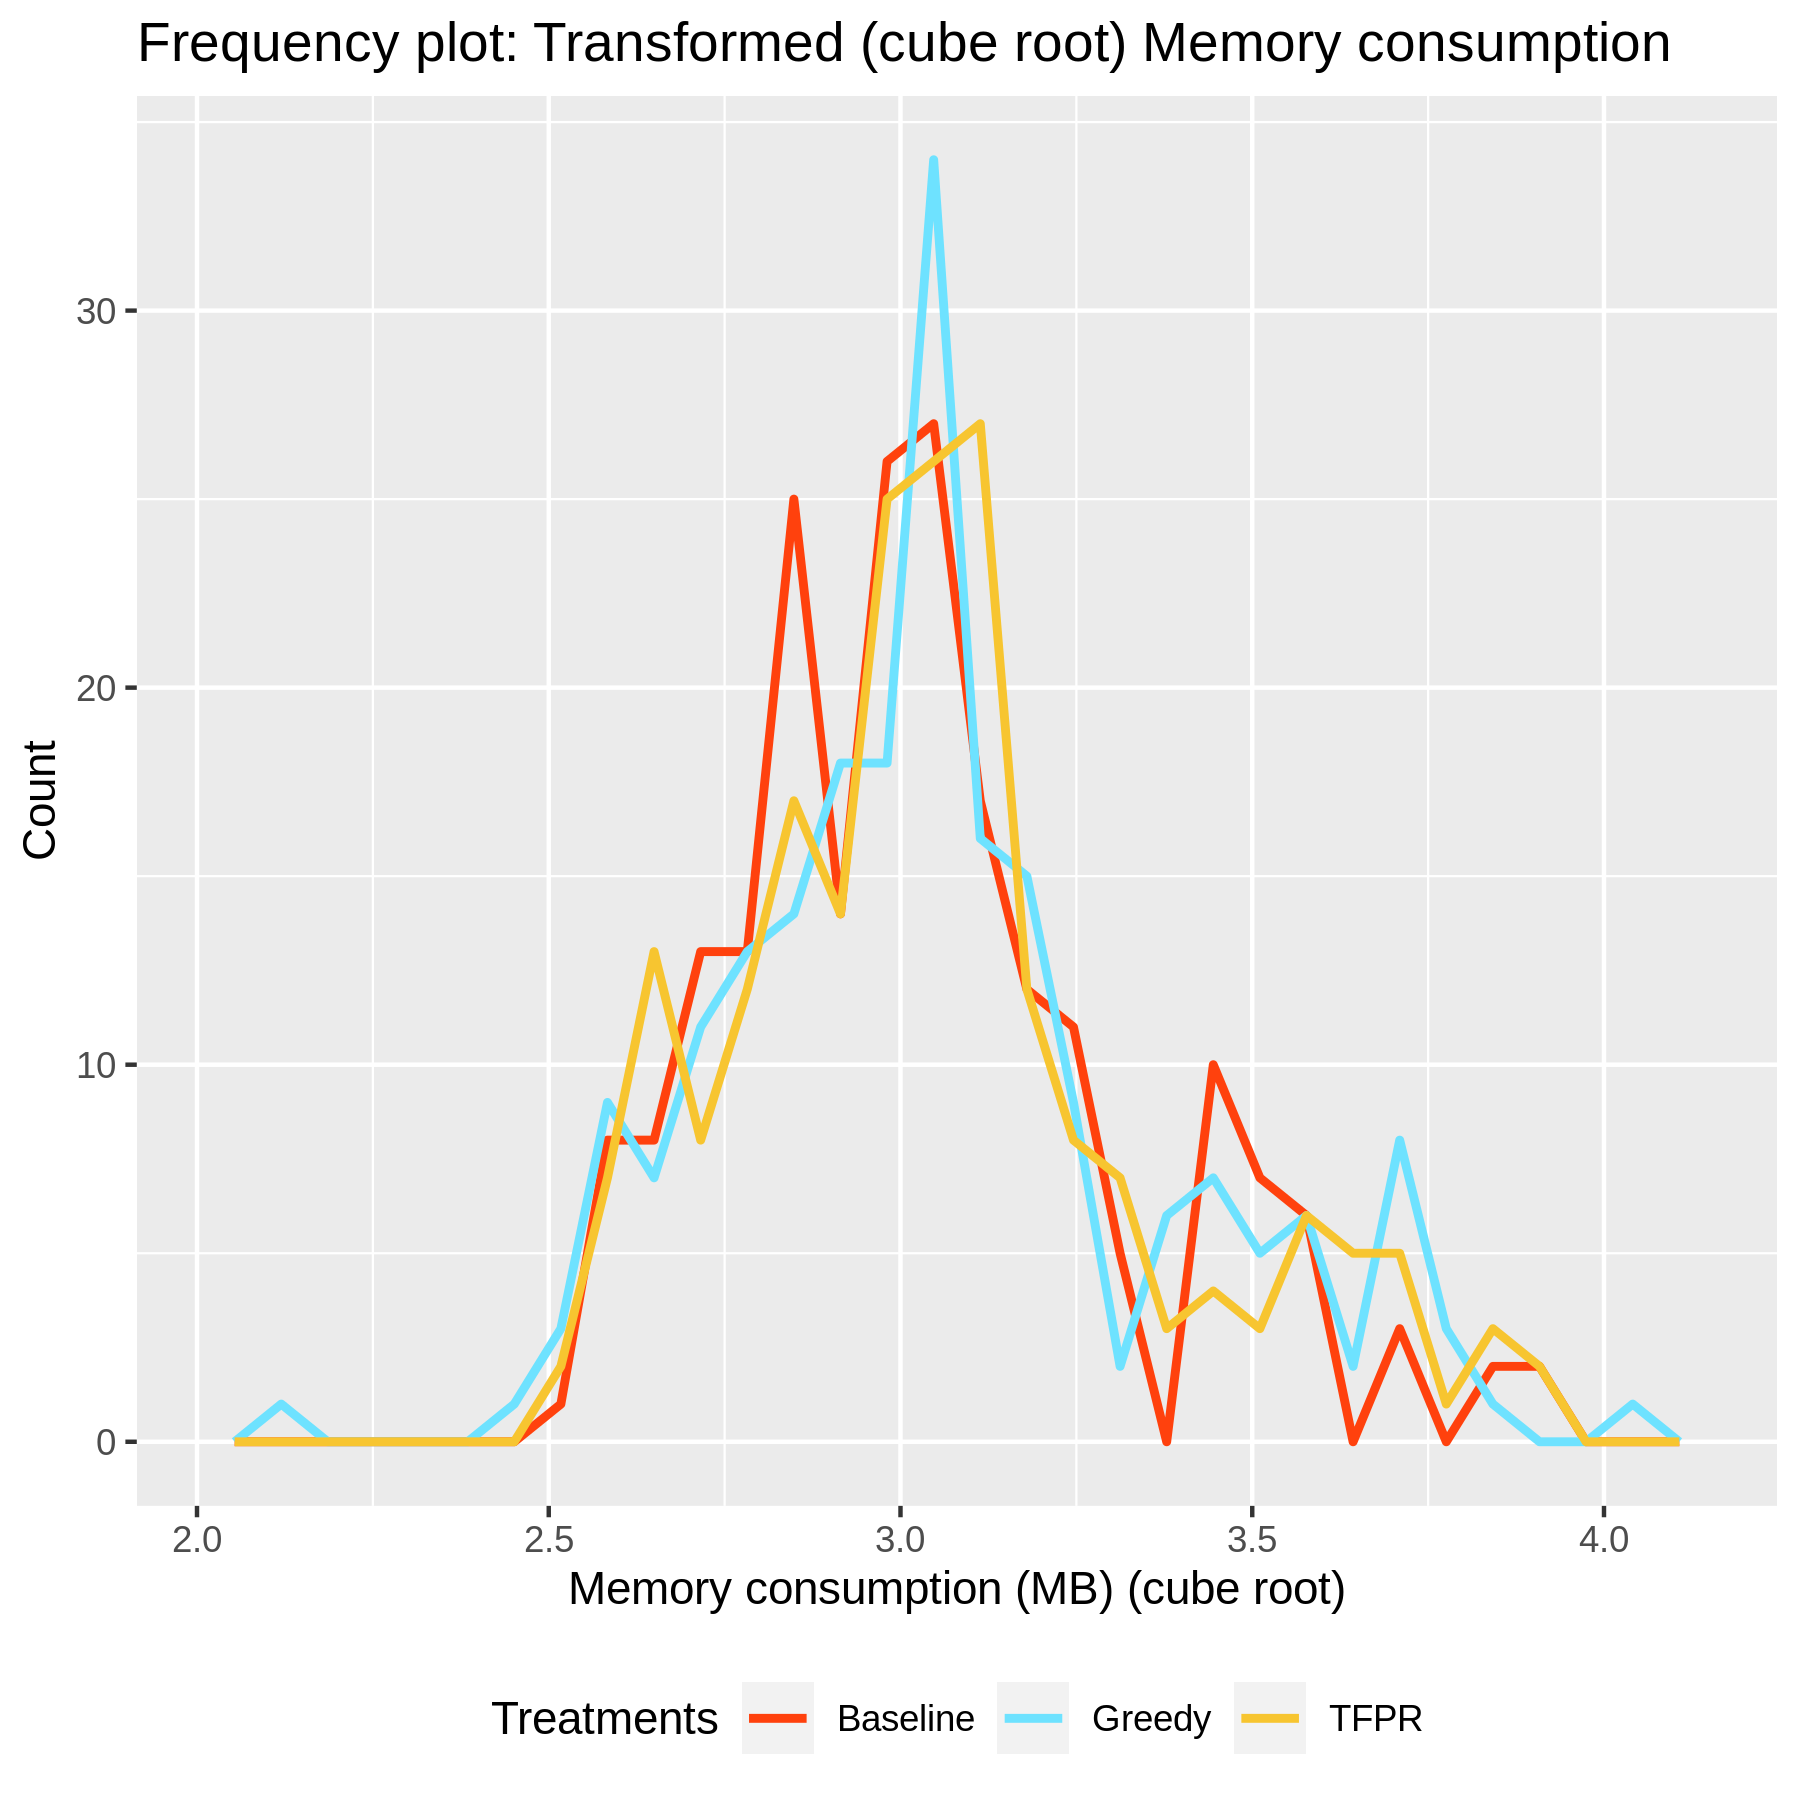 Frequency plot: Transformed (cube root) Memory consumption
30
20
10
0
Count
2.0 2.5 3.0 3.5 4.0
Memory consumption (MB) (cube root)
Treatments Baseline Greedy TFPR